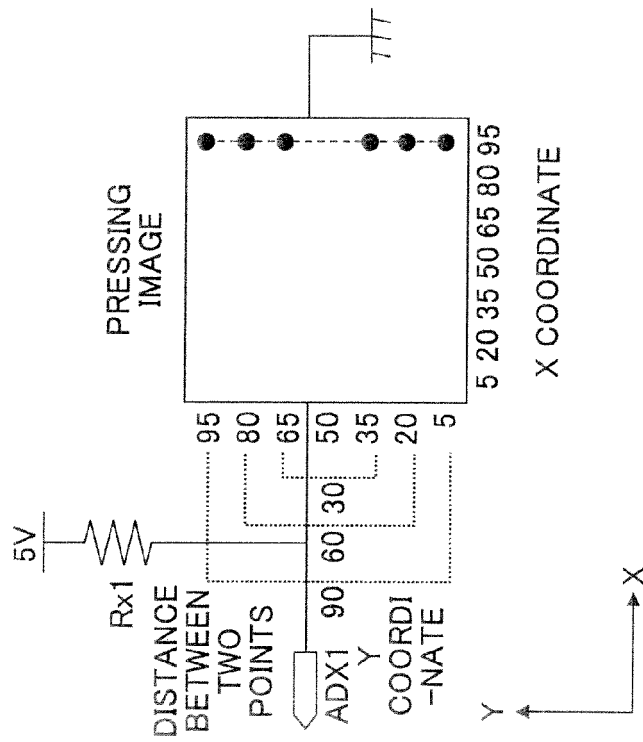 5V
Rx1
DISTANCE
BETWEEN
TWO
POINTS
ADX1
Y
COORDI
-NATE
90
60
30
95
80
65
50
35
20
5
PRESSING
IMAGE
5 20 35 50 65 80 95
X COORDINATE
Y
X